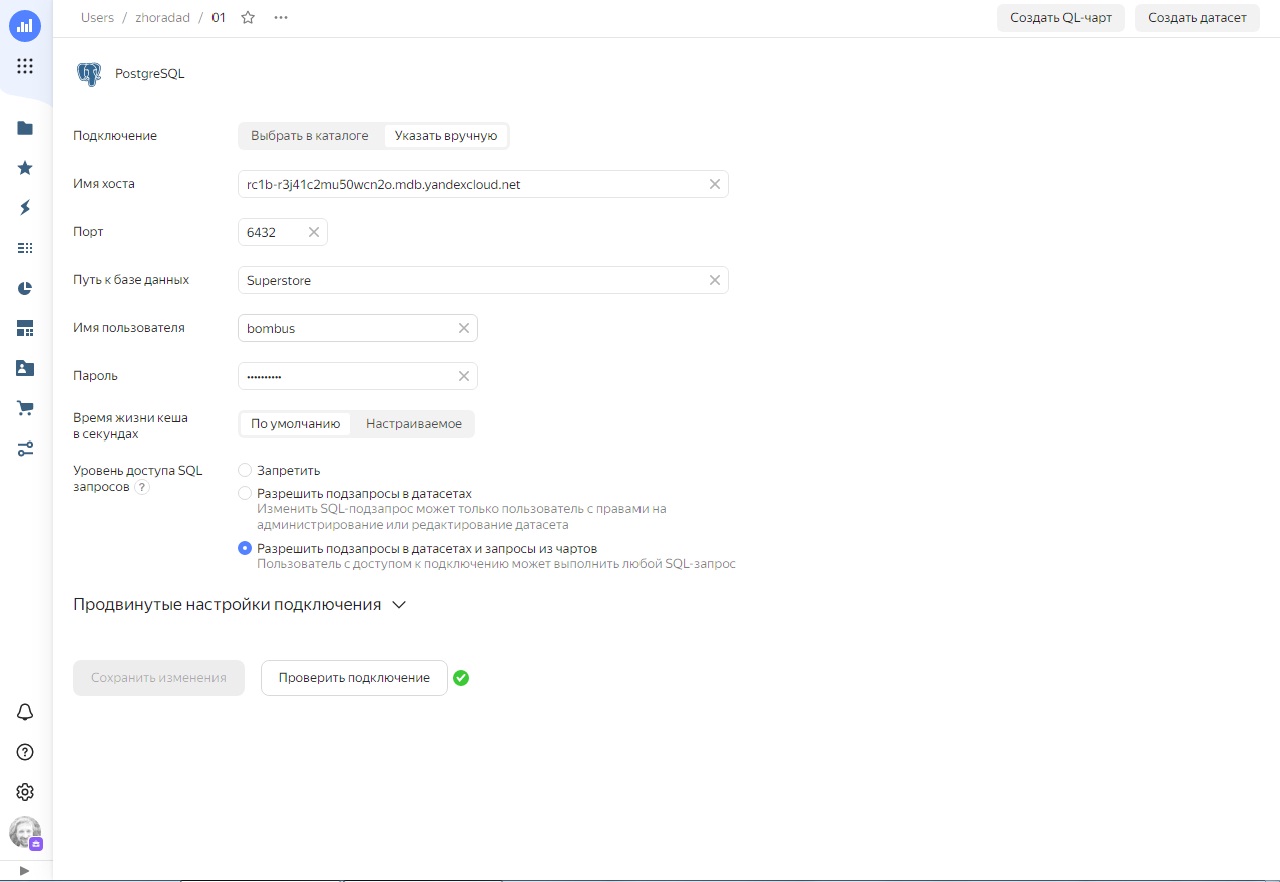 Users / zhoradad / 01
Создать QL-чарт
Создать датасет
PostgreSQL
Подключение
Выбрать в каталоге
Указать вручную
Имя хоста
rc1b-r3j41c2mu50wcn2o.mdb.yandexcloud.net
Порт
6432
Путь к базе данных
Superstore
Имя пользователя
bombus
Пароль
••••••••••
Время жизни кеша
в секундах
По умолчанию
Настраиваемое
Уровень доступа SQL
запросов ?
Запретить
Разрешить подзапросы в датасетах
Изменить SQL-подзапрос может только пользователь с правами на
администрирование или редактирование датасета
Разрешить подзапросы в датасетах и запросы из чартов
Пользователь с доступом к подключению может выполнить любой SQL-запрос
Продвинутые настройки подключения
Сохранить изменения
Проверить подключение